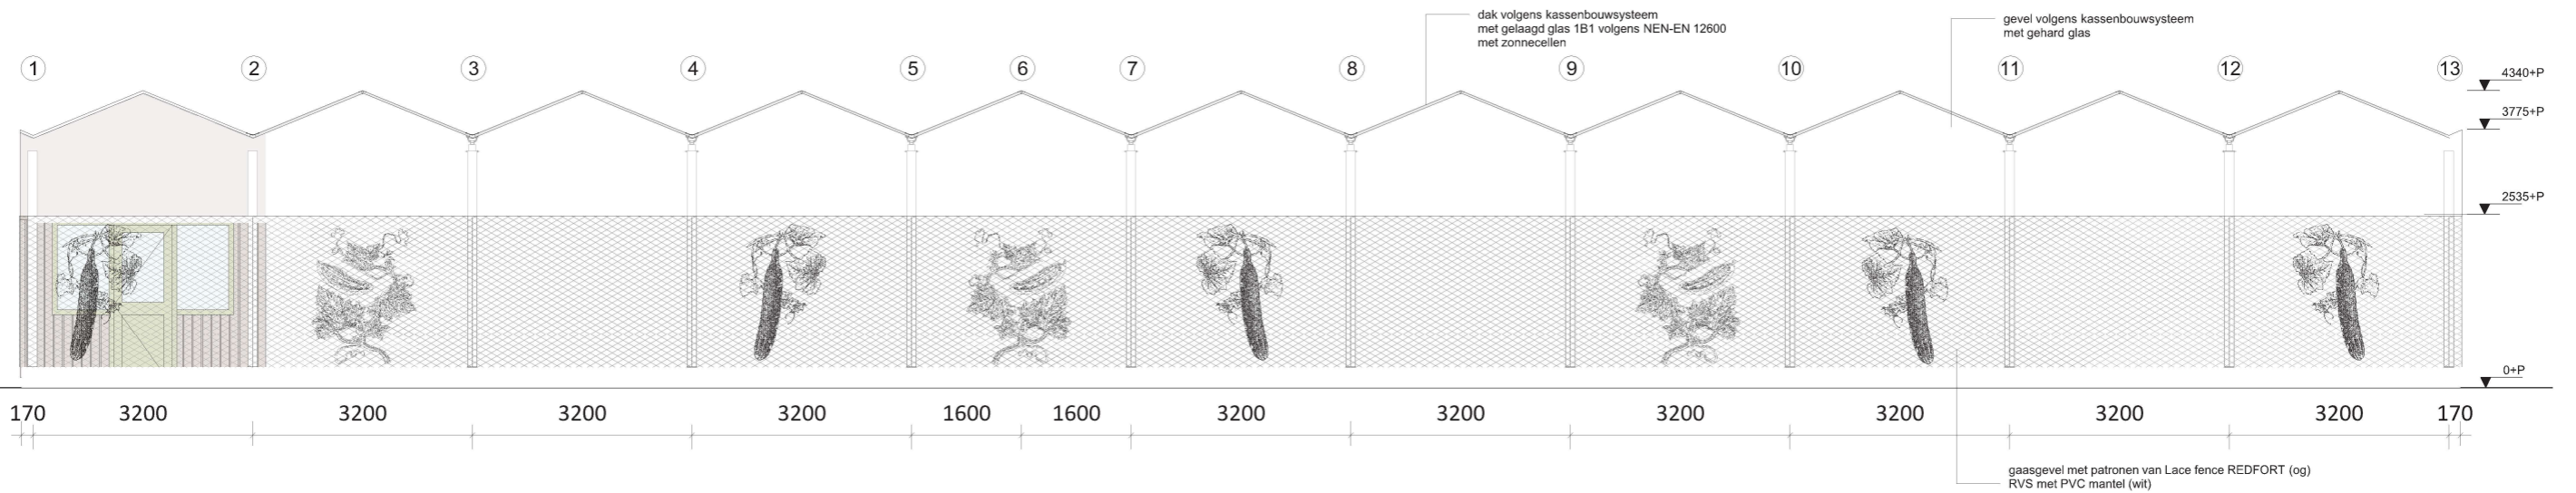 dak volgens kassenbouwsysteem
met gelaagd glas 1B1 volgens NEN-EN 12600
met zonnecellen
gevel volgens kassenbouwsysteem
met gehard glas
1 2 3 4 5 6 7 8 9 10 11 12 13
4340+P
3775+P
2535+P
0+P
170 3200 3200 3200 3200 1600 1600 3200 3200 3200 3200 3200 3200 170
gaasgevel met patronen van Lace fence REDFORT (og)
RVS met PVC mantel (wit)